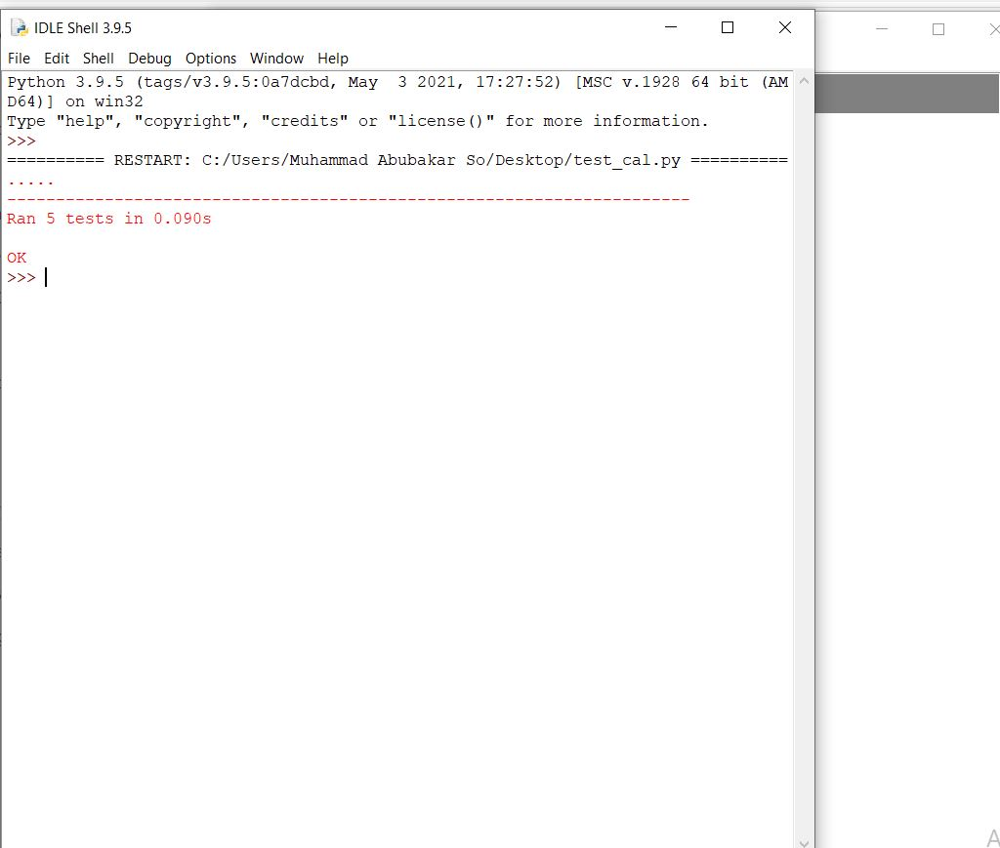 IDLE Shell 3.9.5
File Edit Shell Debug Options Window Help
Python 3.9.5 (tags/v3.9.5:0a7dcbd, May  3 2021, 17:27:52) [MSC v.1928 64 bit (AM
D64)] on win32
Type "help", "copyright", "credits" or "license()" for more information.
>>>
========== RESTART: C:/Users/Muhammad Abubakar So/Desktop/test_cal.py ==========
.....
----------------------------------------------------------------------
Ran 5 tests in 0.090s
OK
>>>
A